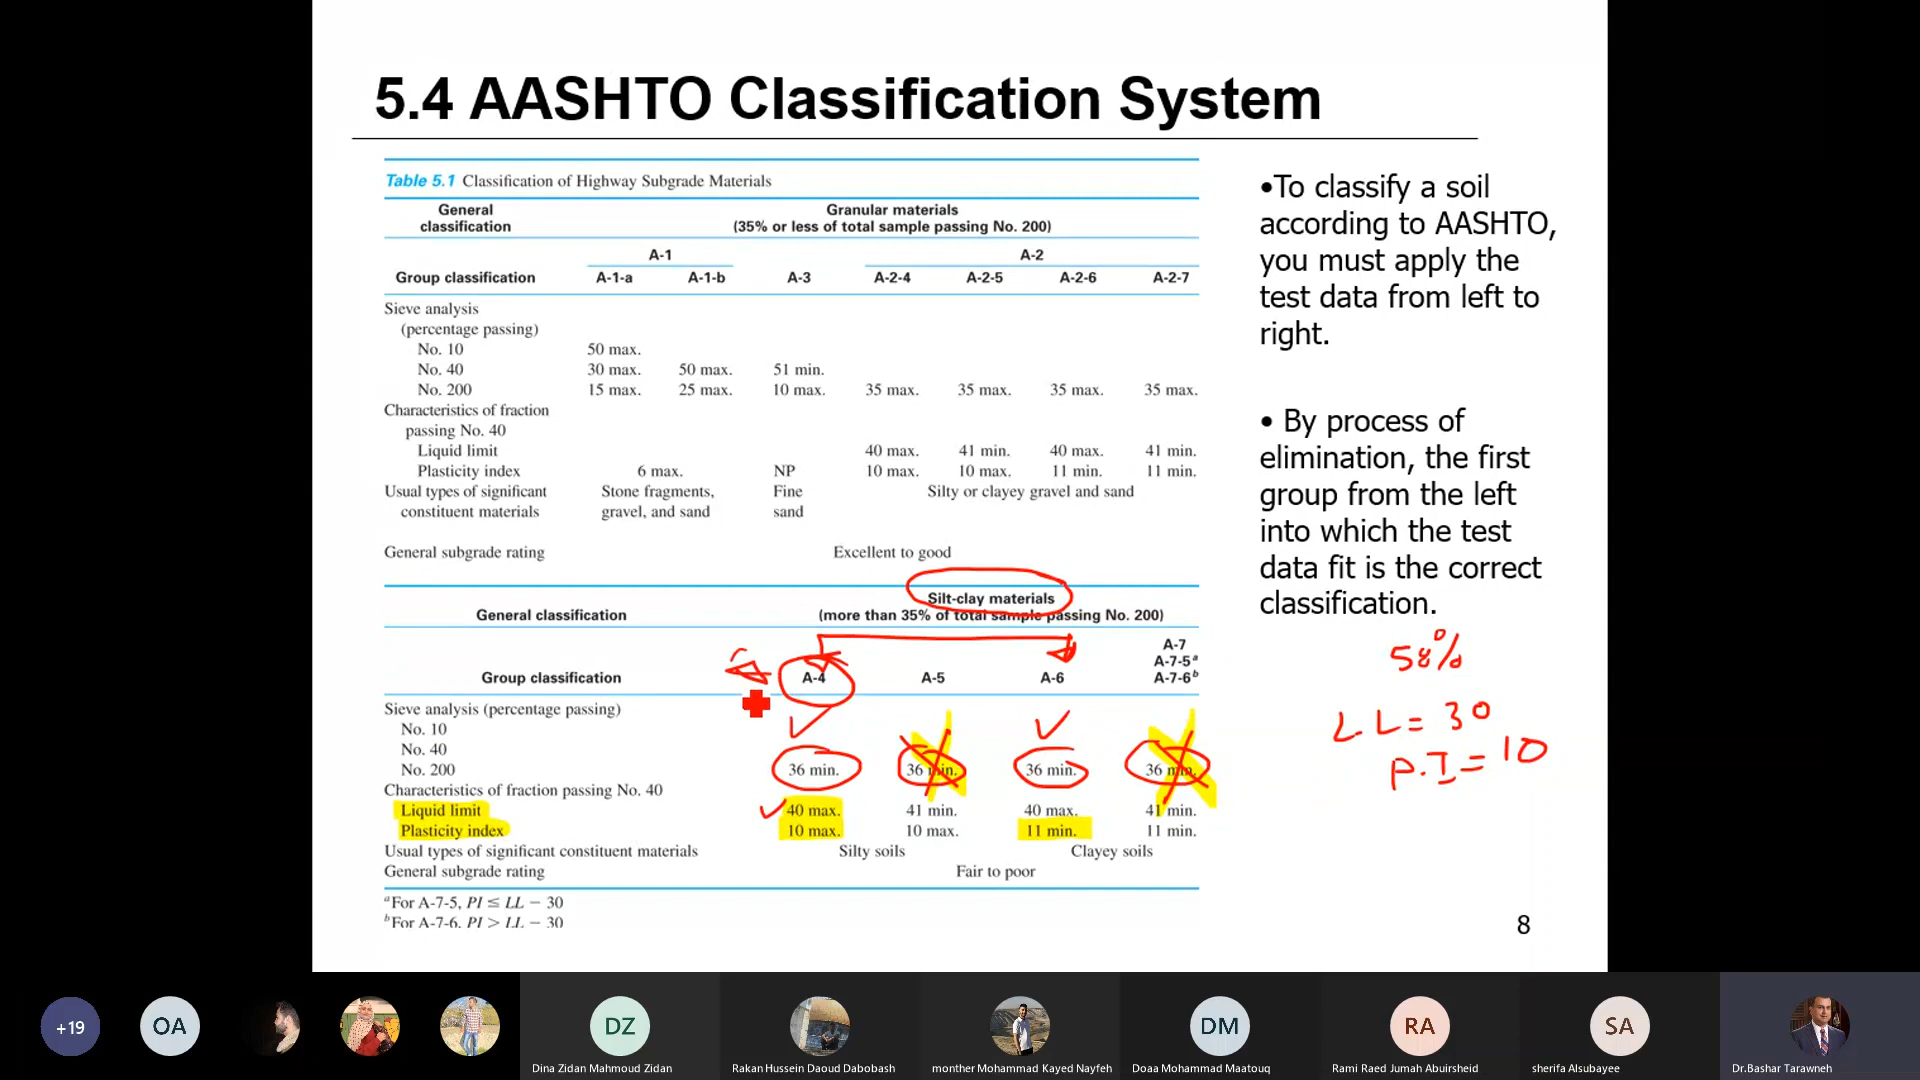 5.4 AASHTO Classification System
Table 5.1 Classification of Highway Subgrade Materials
General classification
Granular materials
(35% or less of total sample passing No. 200)
A-1
A-2
Group classification A-1-a A-1-b A-3 A-2-4 A-2-5 A-2-6 A-2-7
Sieve analysis
(percentage passing)
No. 10 50 max.
No. 40 30 max. 50 max. 51 min.
No. 200 15 max. 25 max. 10 max. 35 max. 35 max. 35 max. 35 max.
Characteristics of fraction
passing No. 40
Liquid limit 40 max. 41 min. 40 max. 41 min.
Plasticity index 6 max. NP 10 max. 10 max. 11 min. 11 min.
Usual types of significant Stone fragments, Fine Silty or clayey gravel and sand
constituent materials gravel, and sand sand
General subgrade rating Excellent to good
Silt-clay materials
General classification (more than 35% of total sample passing No. 200)
A-7
A-7-5ᵃ
Group classification A-4 A-5 A-6 A-7-6ᵇ
Sieve analysis (percentage passing)
No. 10
No. 40
No. 200 36 min. 36 min. 36 min. 36 min.
Characteristics of fraction passing No. 40
Liquid limit 40 max. 41 min. 40 max. 41 min.
Plasticity index 10 max. 10 max. 11 min. 11 min.
Usual types of significant constituent materials Silty soils Clayey soils
General subgrade rating Fair to poor
ᵃFor A-7-5, PI ≤ LL − 30
ᵇFor A-7-6, PI > LL − 30
•To classify a soil
according to AASHTO,
you must apply the
test data from left to
right.
• By process of
elimination, the first
group from the left
into which the test
data fit is the correct
classification.
58%
L.L = 30
P.I = 10
8
+19
OA
DZ
DM
RA
SA
Dina Zidan Mahmoud Zidan
Rakan Hussein Daoud Dabobash
monther Mohammad Kayed Nayfeh
Doaa Mohammad Maatouq
Rami Raed Jumah Abuirsheid
sherifa Alsubayee
Dr.Bashar Tarawneh